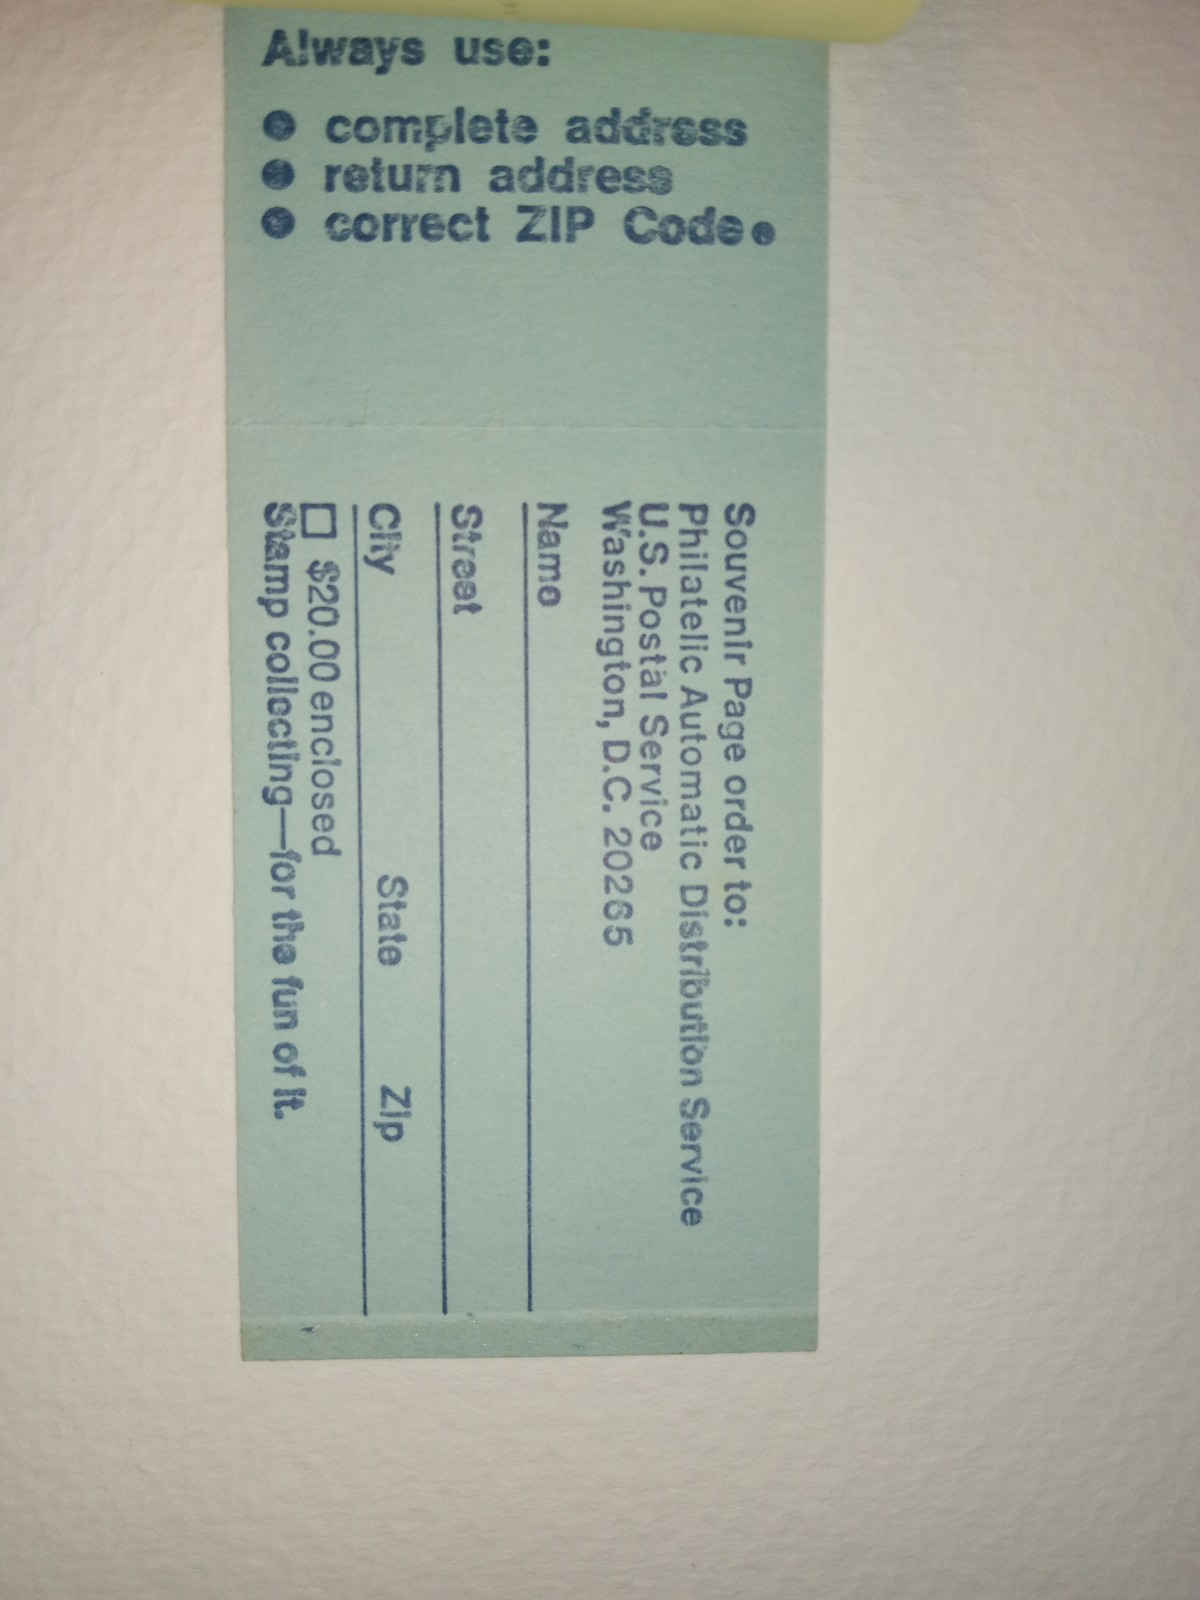 Always use:
● complete address
● return address
● correct ZIP Code.
Souvenir Page order to:
Philatelic Automatic Distribution Service
U.S. Postal Service
Washington, D.C. 20265
Name
Street
City State Zip
□ $20.00 enclosed
Stamp collecting—for the fun of it.